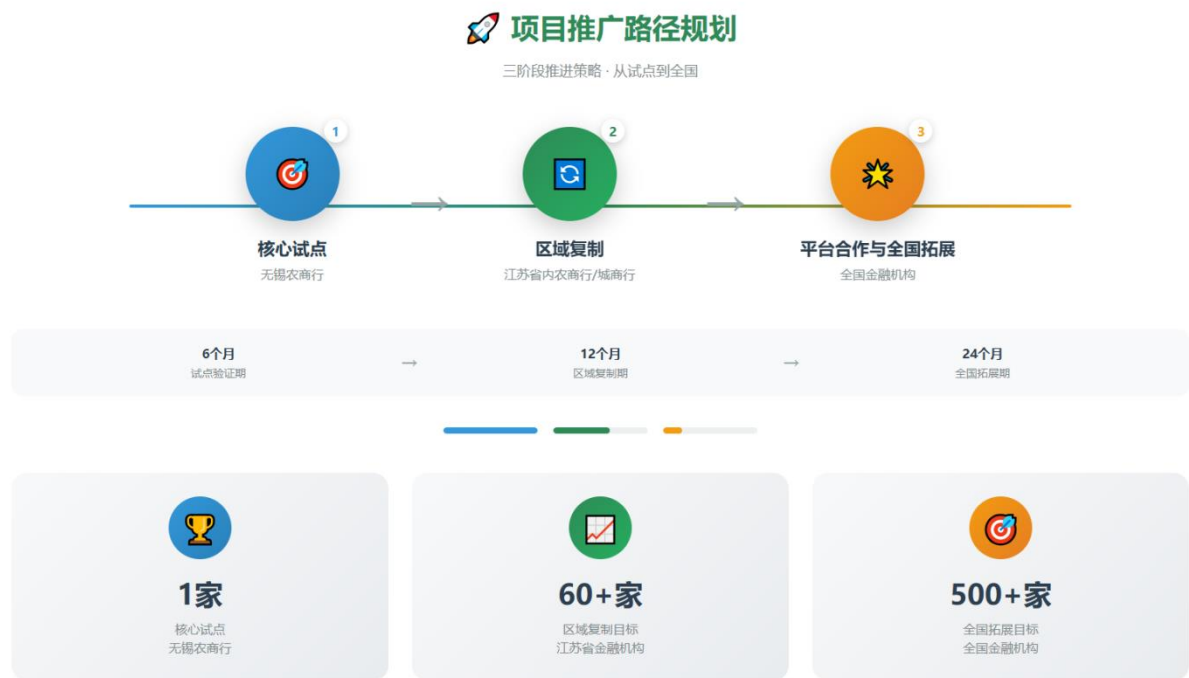 项目推广路径规划
三阶段推进策略 · 从试点到全国
1
2
3
核心试点
区域复制
平台合作与全国拓展
无锡农商行
江苏省内农商行/城商行
全国金融机构
6个月
→
12个月
→
24个月
试点验证期
区域复制期
全国拓展期
1家
60+家
500+家
核心试点
区域复制目标
全国拓展目标
无锡农商行
江苏省金融机构
全国金融机构